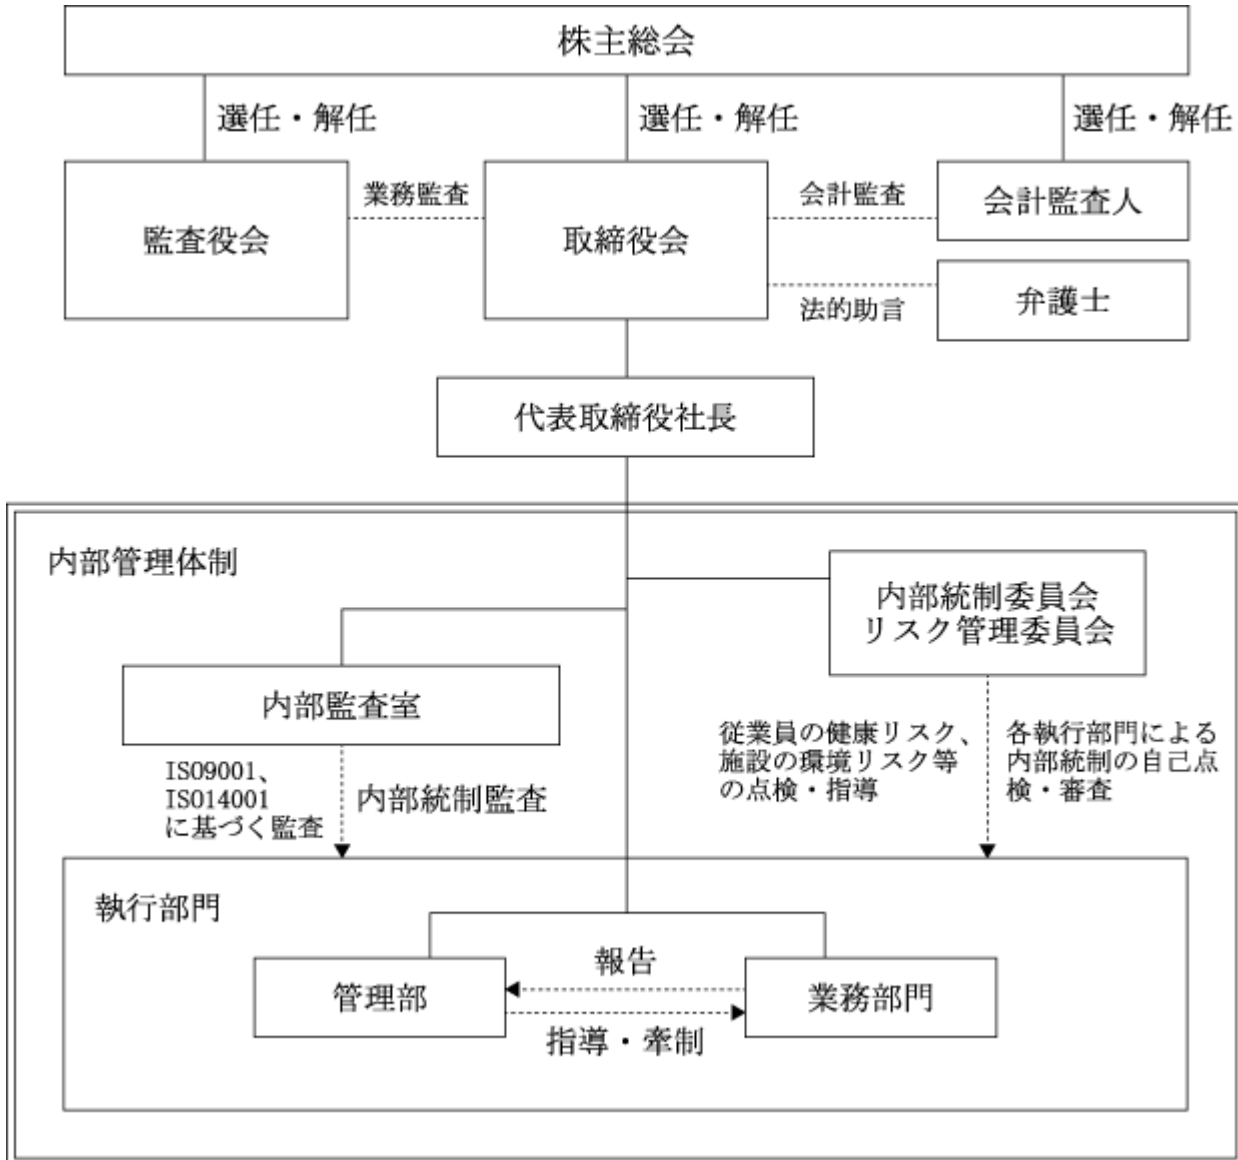 株主総会
選任・解任
選任・解任
選任・解任
監査役会
業務監査
取締役会
会計監査
会計監査人
法的助言
弁護士
代表取締役社長
内部管理体制
内部統制委員会
リスク管理委員会
内部監査室
ISO9001、
ISO14001
に基づく監査
内部統制監査
従業員の健康リスク、
施設の環境リスク等
の点検・指導
各執行部門による
内部統制の自己点
検・審査
執行部門
管理部
報告
指導・牽制
業務部門